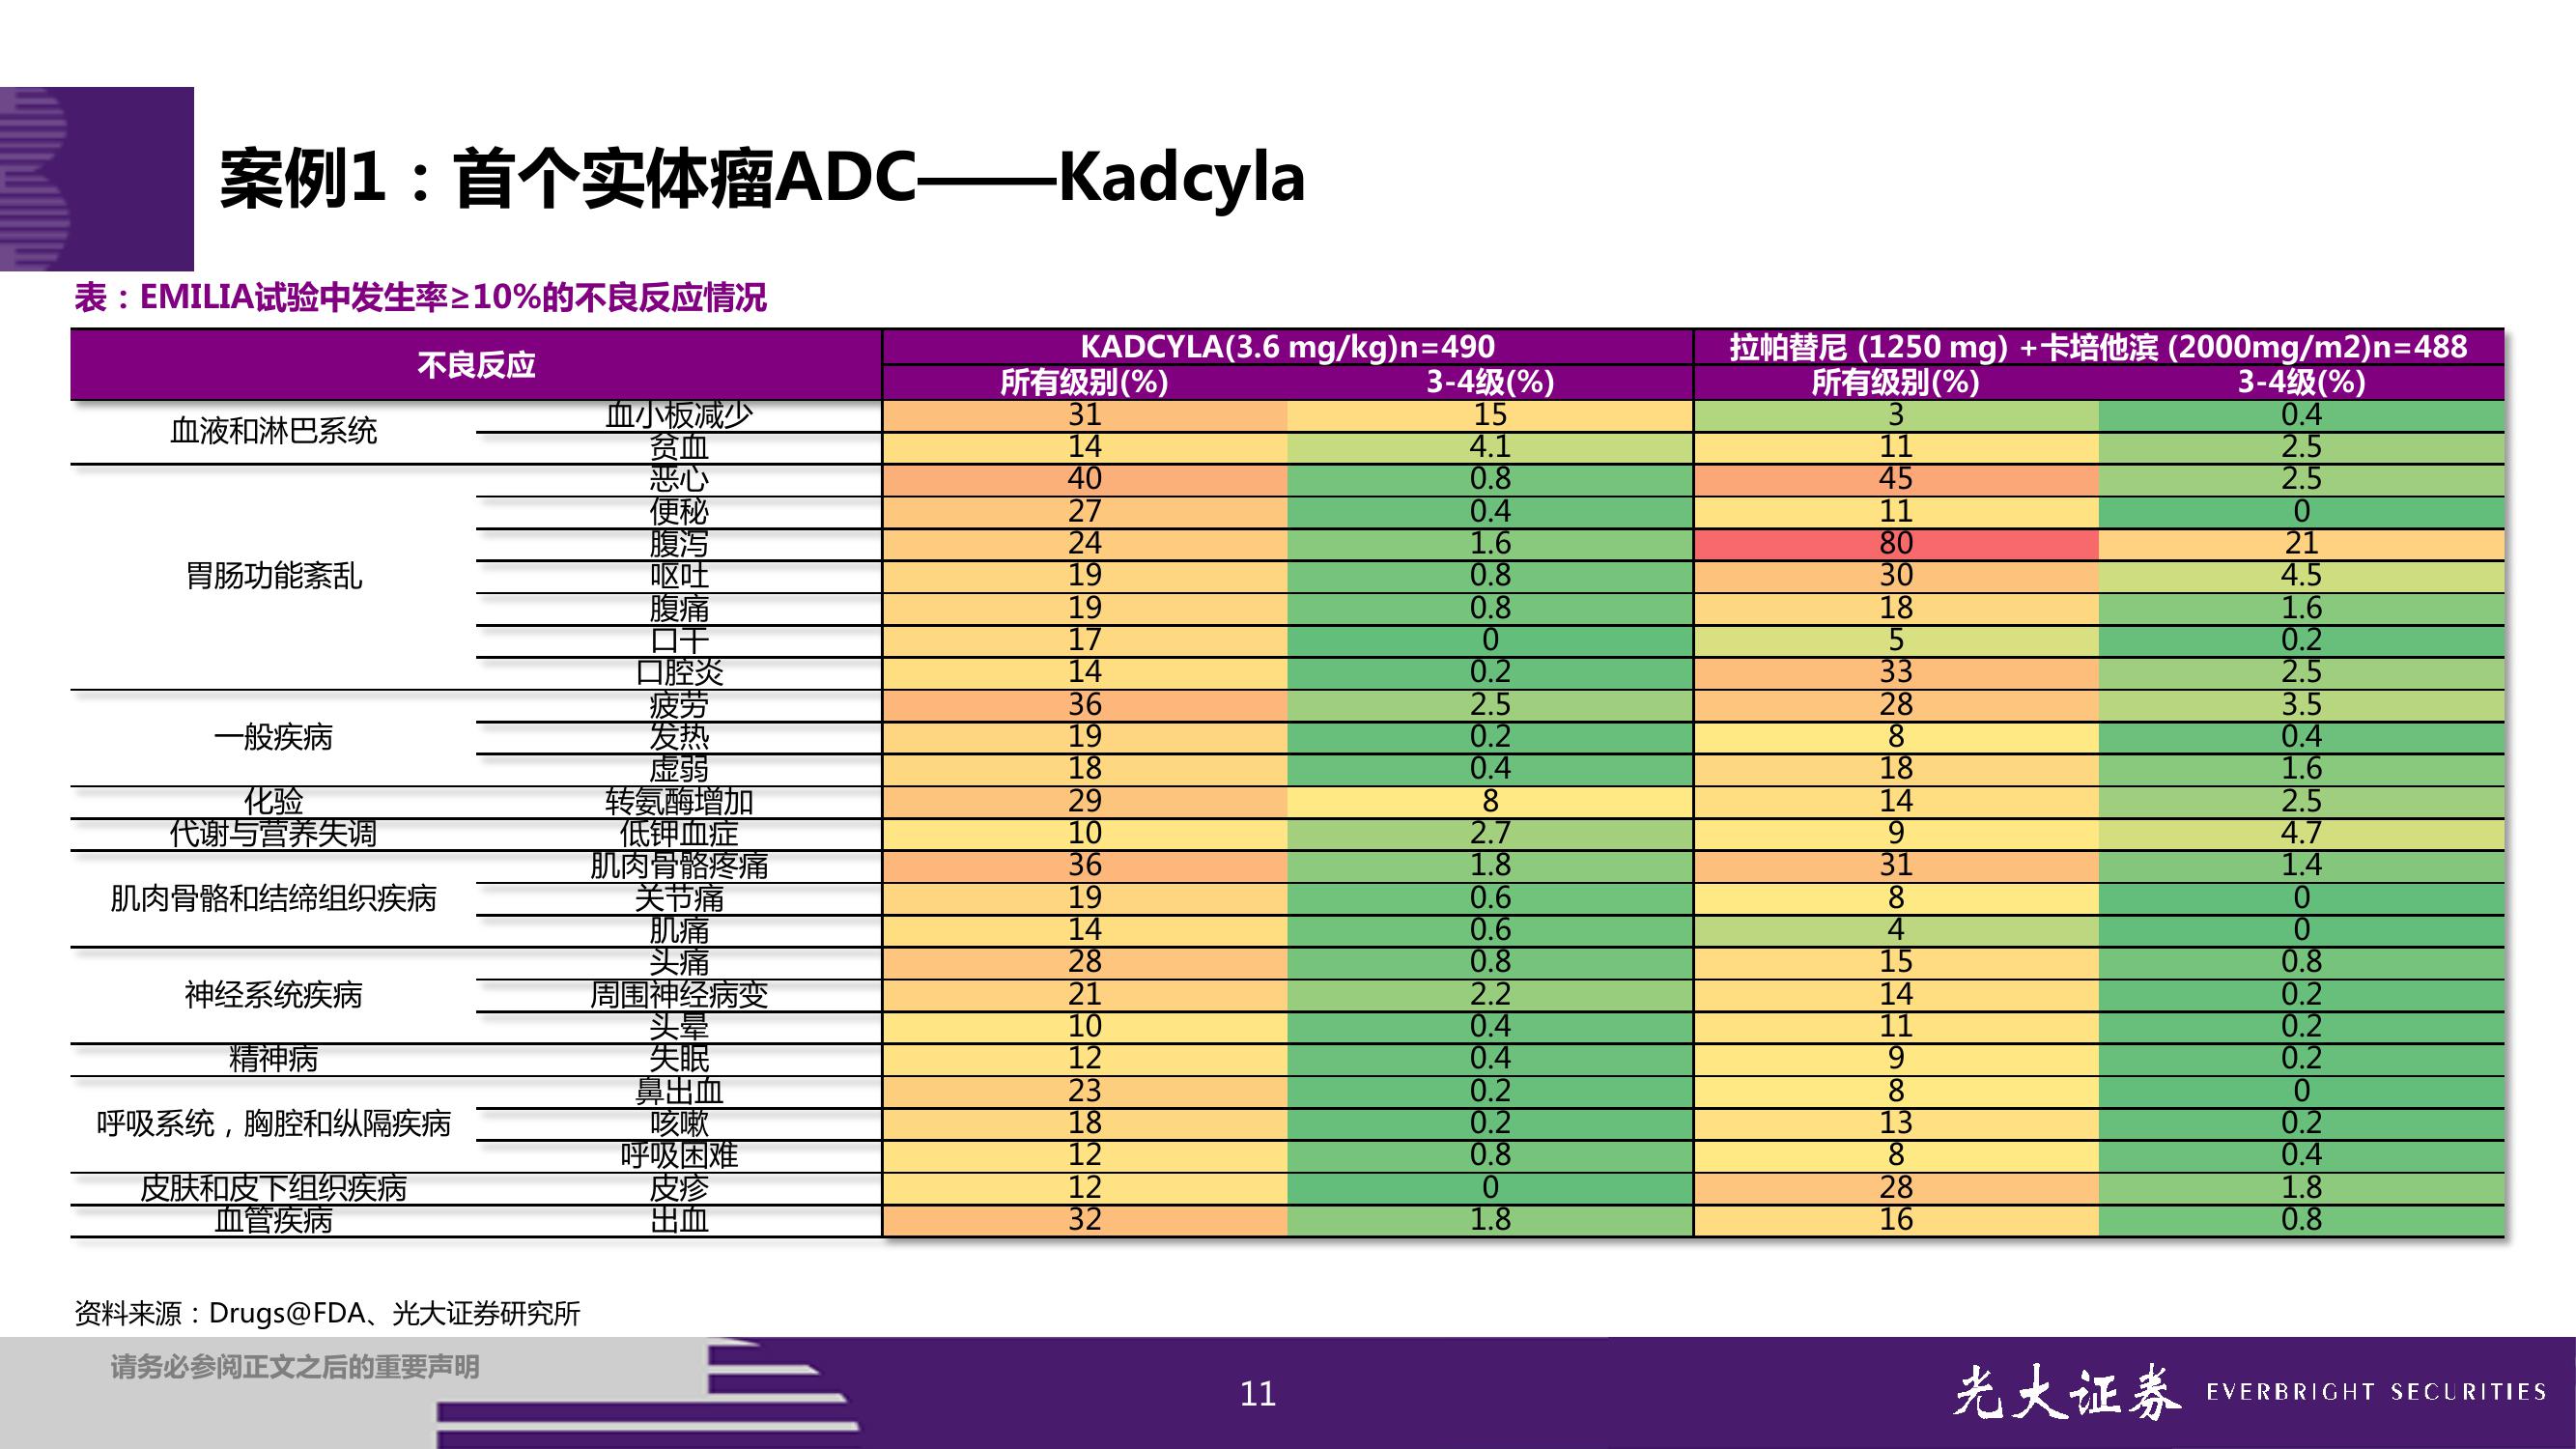 案例1：首个实体瘤ADC——Kadcyla
表：EMILIA试验中发生率≥10%的不良反应情况
不良反应 KADCYLA(3.6 mg/kg)n=490 拉帕替尼 (1250 mg) +卡培他滨 (2000mg/m2)n=488
所有级别(%) 3-4级(%) 所有级别(%) 3-4级(%)
血液和淋巴系统 血小板减少 31 15 3 0.4
贫血 14 4.1 11 2.5
胃肠功能紊乱 恶心 40 0.8 45 2.5
便秘 27 0.4 11 0
腹泻 24 1.6 80 21
呕吐 19 0.8 30 4.5
腹痛 19 0.8 18 1.6
口干 17 0 5 0.2
口腔炎 14 0.2 33 2.5
一般疾病 疲劳 36 2.5 28 3.5
发热 19 0.2 8 0.4
虚弱 18 0.4 18 1.6
化验 转氨酶增加 29 8 14 2.5
代谢与营养失调 低钾血症 10 2.7 9 4.7
肌肉骨骼和结缔组织疾病 肌肉骨骼疼痛 36 1.8 31 1.4
关节痛 19 0.6 8 0
肌痛 14 0.6 4 0
神经系统疾病 头痛 28 0.8 15 0.8
周围神经病变 21 2.2 14 0.2
头晕 10 0.4 11 0.2
精神病 失眠 12 0.4 9 0.2
呼吸系统，胸腔和纵隔疾病 鼻出血 23 0.2 8 0
咳嗽 18 0.2 13 0.2
呼吸困难 12 0.8 8 0.4
皮肤和皮下组织疾病 皮疹 12 0 28 1.8
血管疾病 出血 32 1.8 16 0.8
资料来源：Drugs@FDA、光大证券研究所
请务必参阅正文之后的重要声明
11
光大证券 EVERBRIGHT SECURITIES